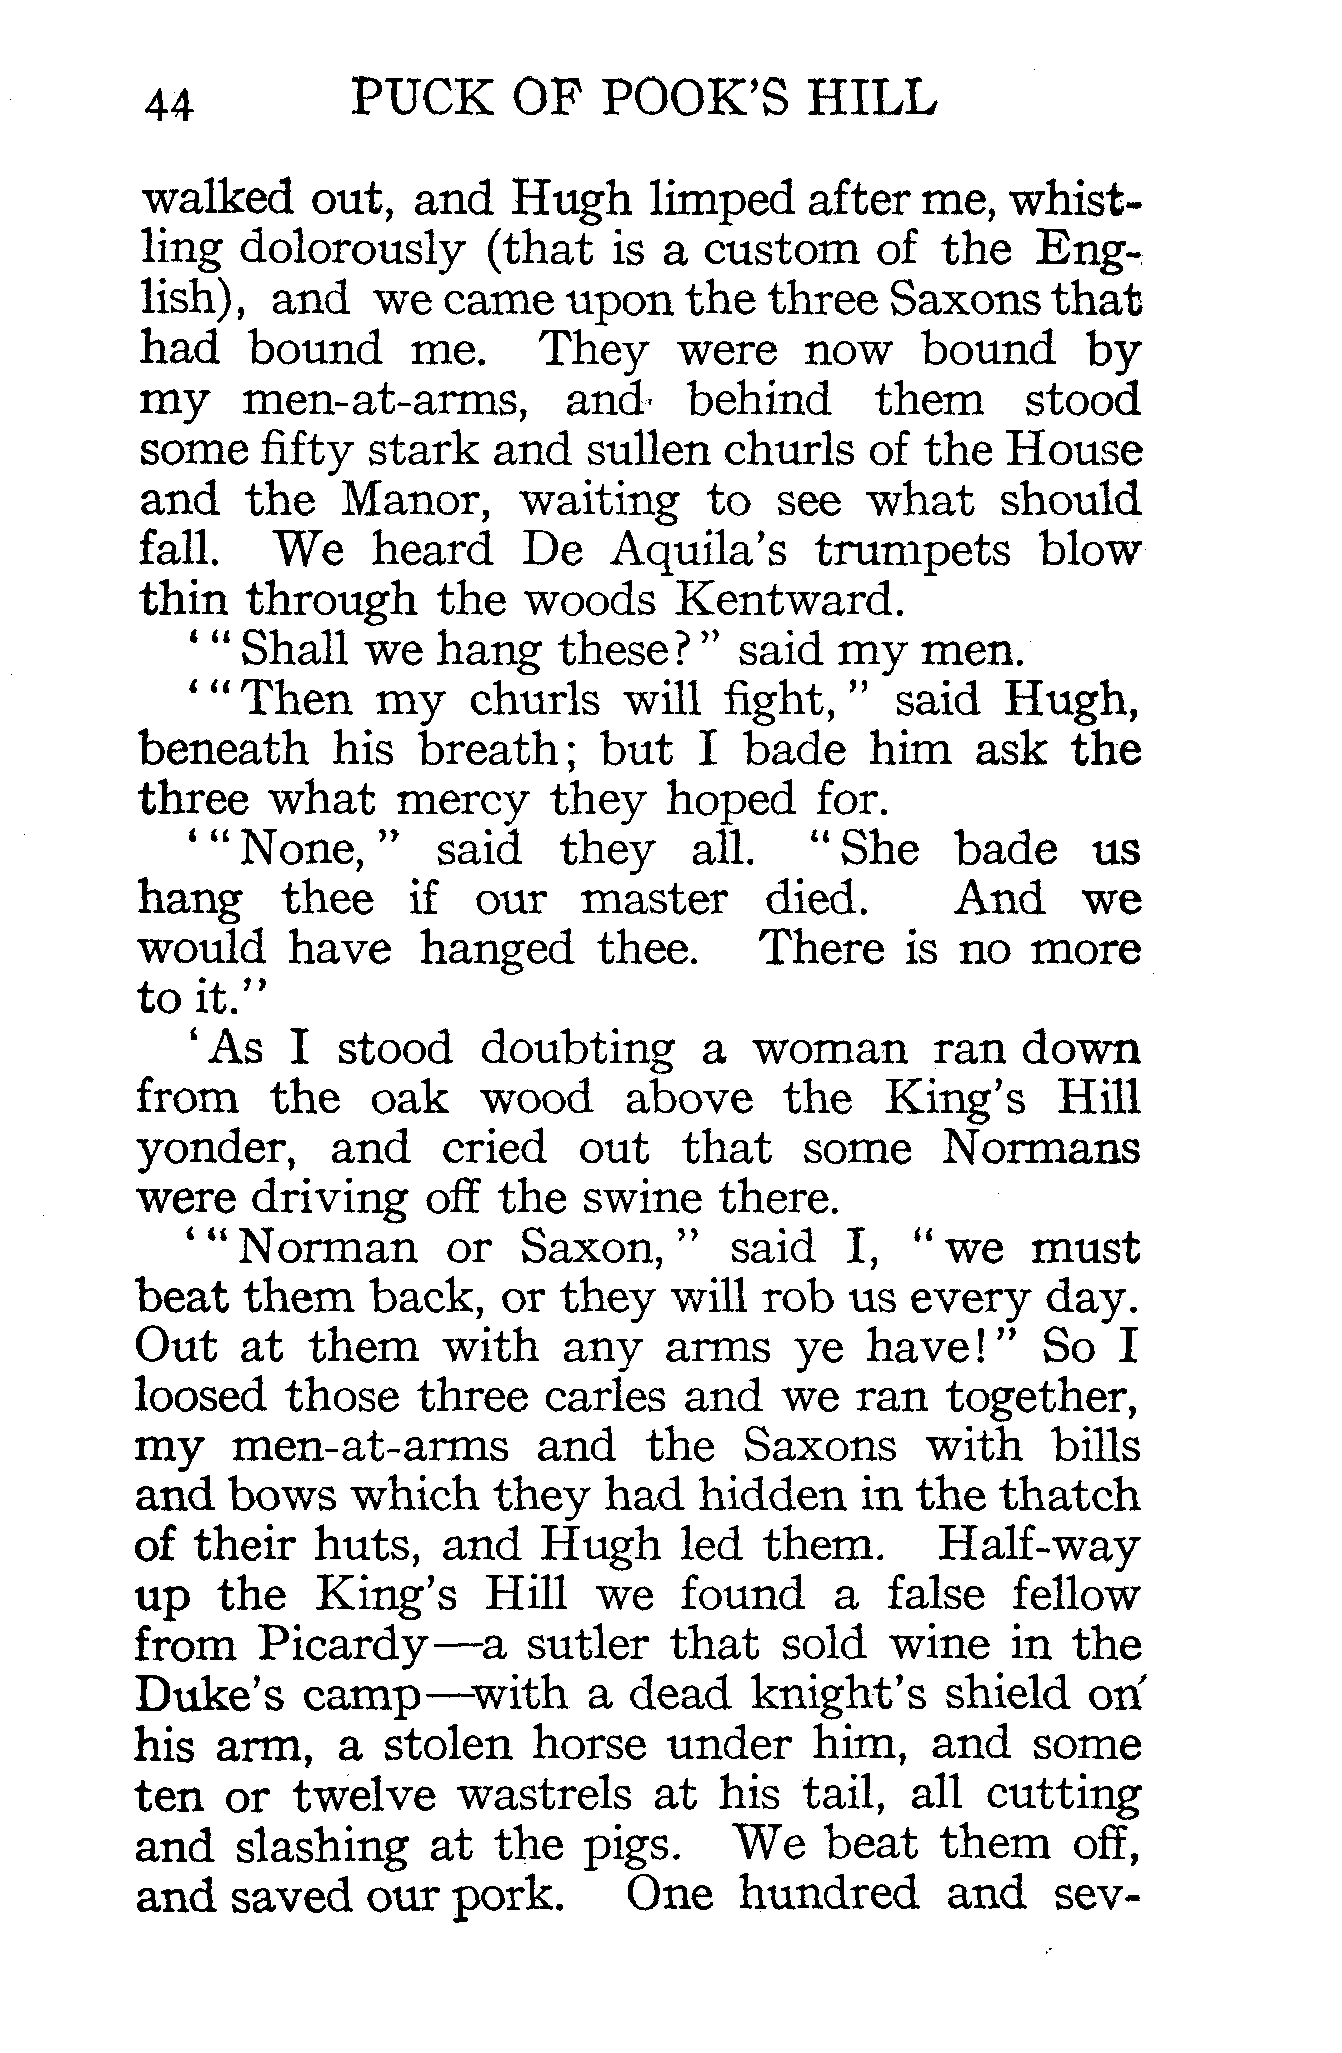 44 PUCK OF POOK'S HILL
walked out, and Hugh limped after me, whist-
ling dolorously (that is a custom of the Eng-
lish), and we came upon the three Saxons that
had bound me. They were now bound by
my men-at-arms, and behind them stood
some fifty stark and sullen churls of the House
and the Manor, waiting to see what should
fall. We heard De Aquila's trumpets blow
thin through the woods Kentward.
‘“Shall we hang these?” said my men.
‘“Then my churls will fight,” said Hugh,
beneath his breath; but I bade him ask the
three what mercy they hoped for.
‘“None,” said they all. “She bade us
hang thee if our master died. And we
would have hanged thee. There is no more
to it.”
‘As I stood doubting a woman ran down
from the oak wood above the King's Hill
yonder, and cried out that some Normans
were driving off the swine there.
‘“Norman or Saxon,” said I, “we must
beat them back, or they will rob us every day.
Out at them with any arms ye have!” So I
loosed those three carles and we ran together,
my men-at-arms and the Saxons with bills
and bows which they had hidden in the thatch
of their huts, and Hugh led them. Half-way
up the King's Hill we found a false fellow
from Picardy—a sutler that sold wine in the
Duke's camp—with a dead knight's shield on
his arm, a stolen horse under him, and some
ten or twelve wastrels at his tail, all cutting
and slashing at the pigs. We beat them off,
and saved our pork. One hundred and sev-